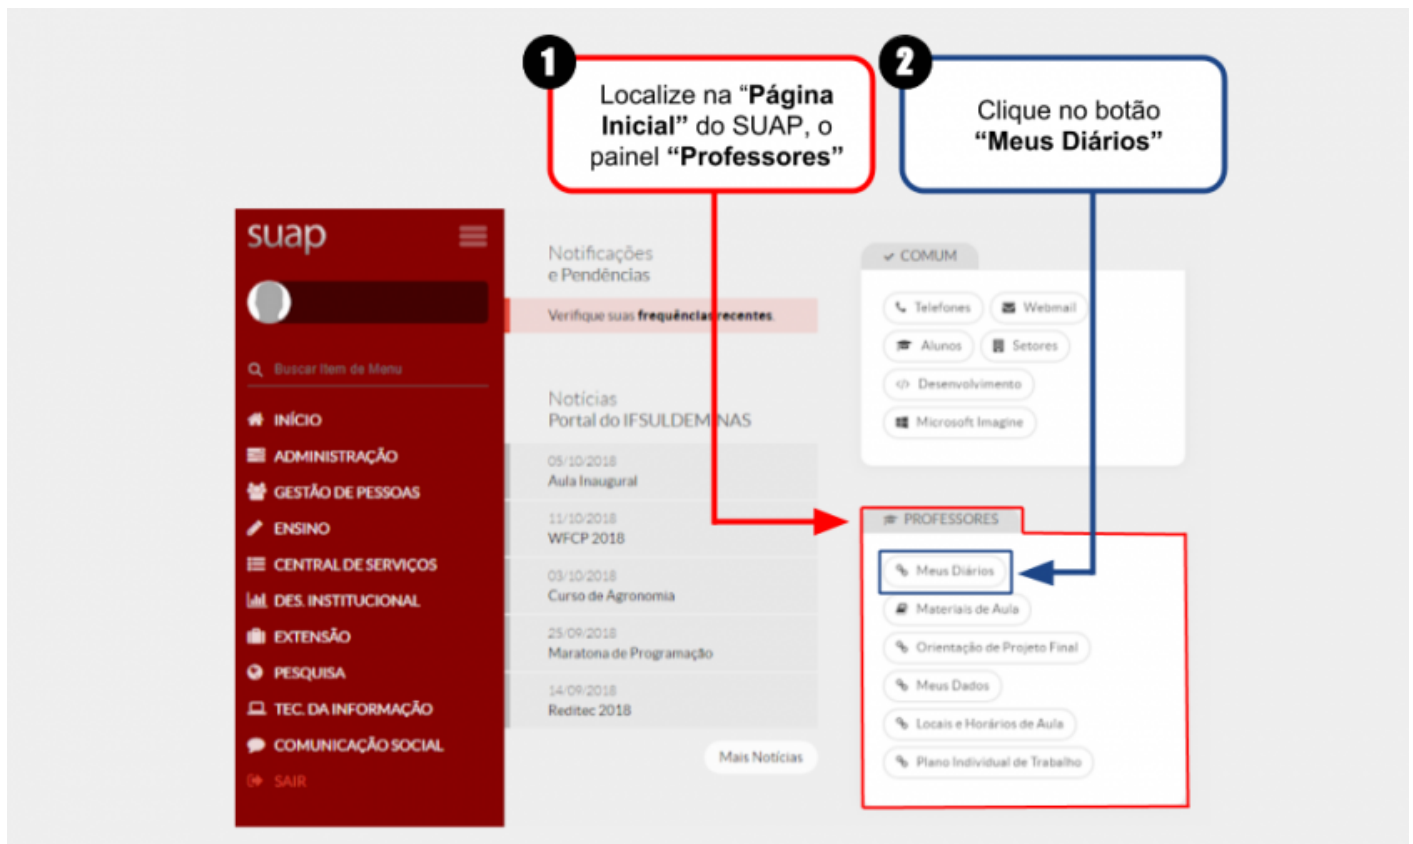 1
Localize na “Página
Inicial” do SUAP, o
painel “Professores”
2
Clique no botão
“Meus Diários”
suap
Buscar Item de Menu
INÍCIO
ADMINISTRAÇÃO
GESTÃO DE PESSOAS
ENSINO
CENTRAL DE SERVIÇOS
DES. INSTITUCIONAL
EXTENSÃO
PESQUISA
TEC. DA INFORMAÇÃO
COMUNICAÇÃO SOCIAL
SAIR
Notificações
e Pendências
Verifique suas frequências recentes.
Notícias
Portal do IFSULDEMINAS
05/10/2018
Aula Inaugural
11/10/2018
WFCP 2018
03/10/2018
Curso de Agronomia
25/09/2018
Maratona de Programação
14/09/2018
Reditec 2018
Mais Notícias
COMUM
Telefones
Webmail
Alunos
Setores
Desenvolvimento
Microsoft Imagine
PROFESSORES
Meus Diários
Materiais de Aula
Orientação de Projeto Final
Meus Dados
Locais e Horários de Aula
Plano Individual de Trabalho